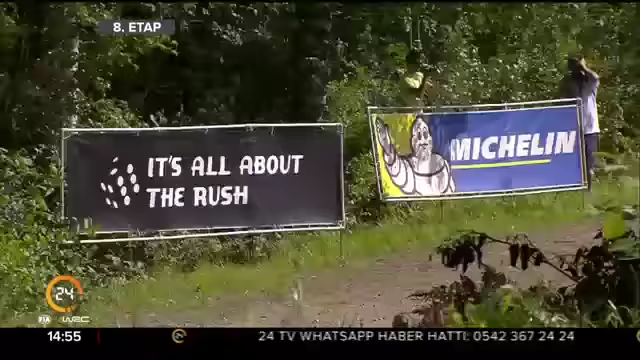 8. ETAP
IT'S ALL ABOUT
THE RUSH
MICHELIN
24
FIA WRC
14:55
24 TV WHATSAPP HABER HATTI: 0542 367 24 24